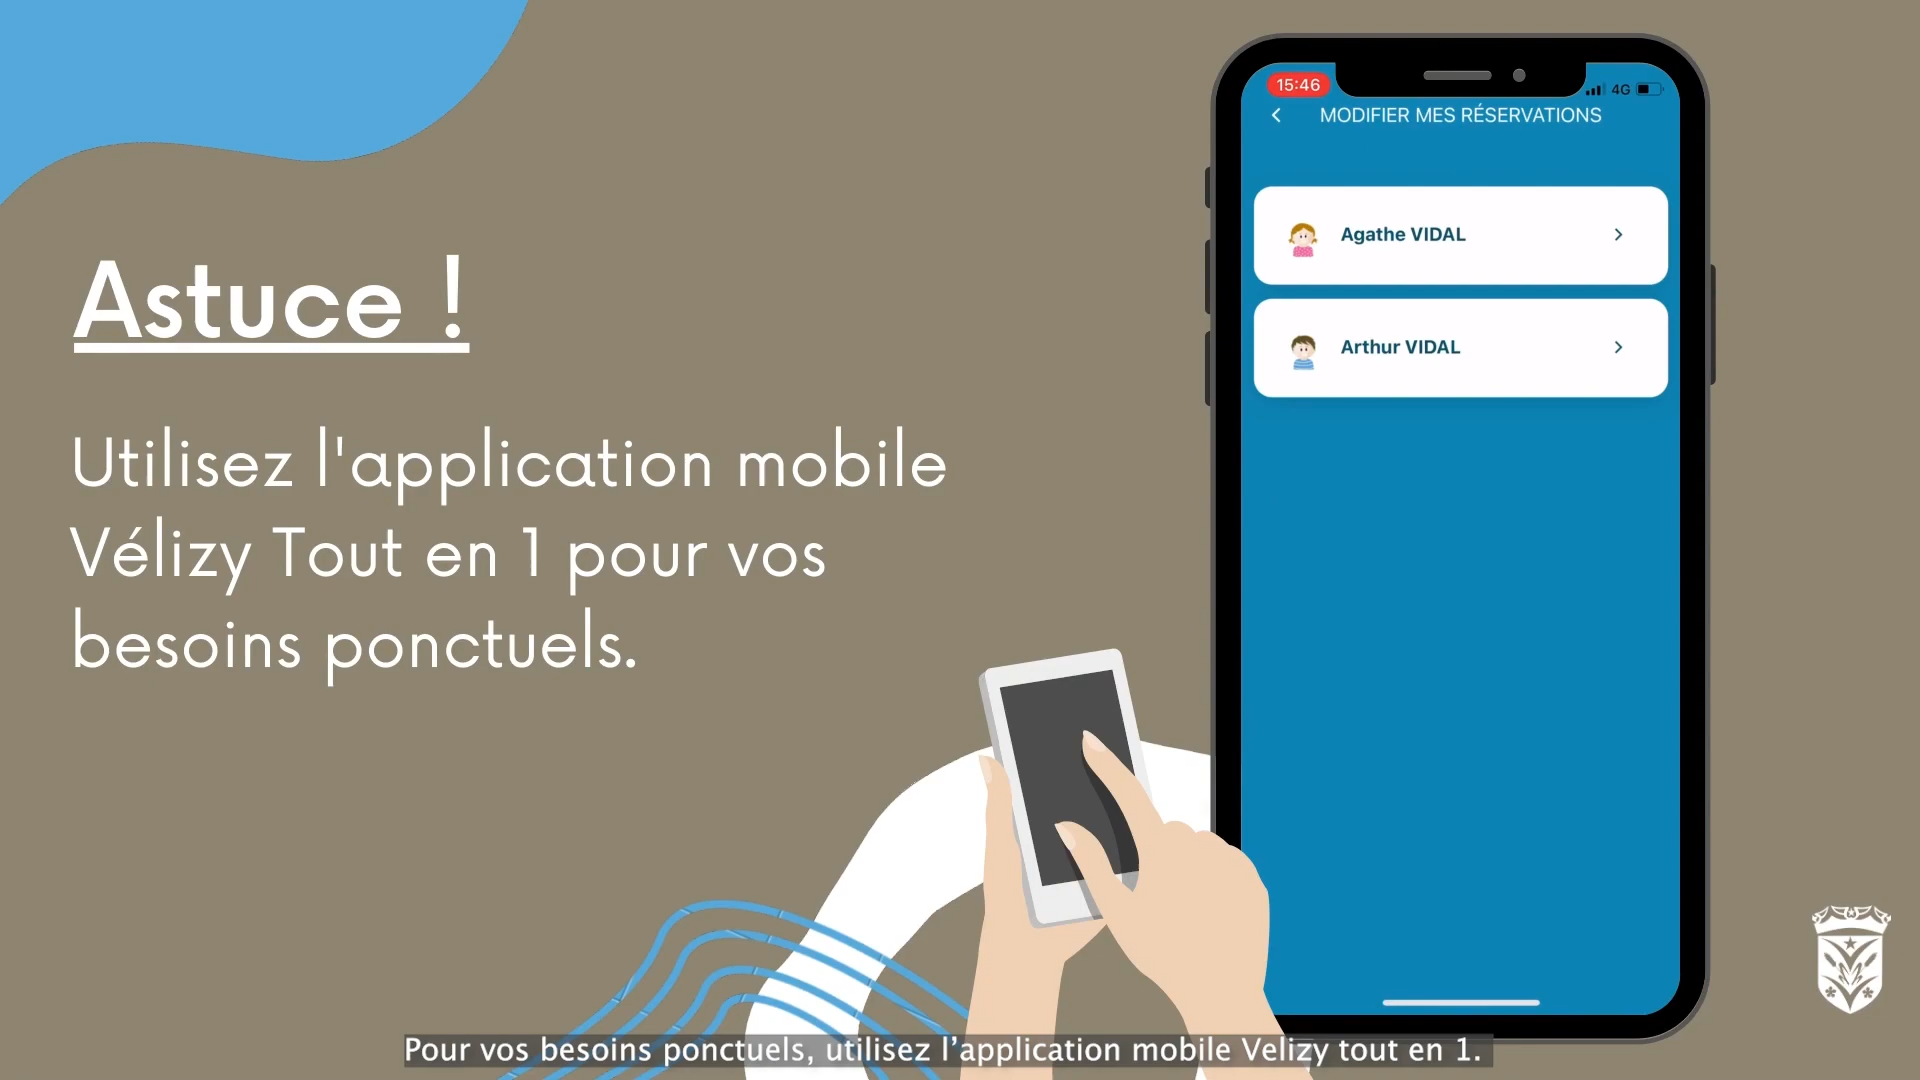 Astuce !
Utilisez l'application mobile
Vélizy Tout en 1 pour vos
besoins ponctuels.
15:46
4G
MODIFIER MES RÉSERVATIONS
Agathe VIDAL
Arthur VIDAL
Pour vos besoins ponctuels, utilisez l’application mobile Velizy tout en 1.